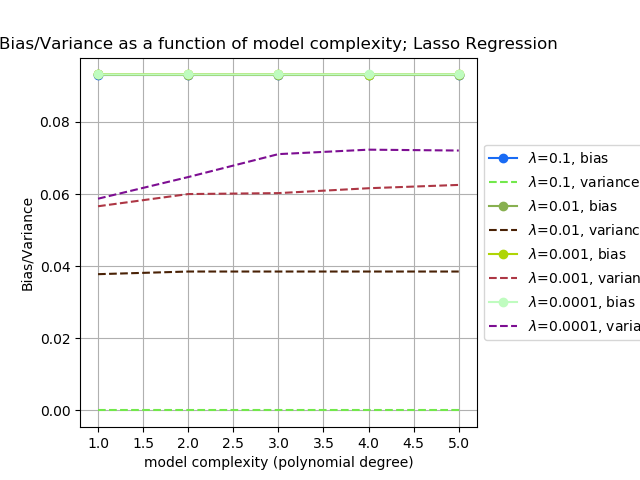 Bias/Variance as a function of model complexity; Lasso Regression
Bias/Variance
0.08
0.06
0.04
0.02
0.00
1.0 1.5 2.0 2.5 3.0 3.5 4.0 4.5 5.0
model complexity (polynomial degree)
λ=0.1, bias
λ=0.1, variance
λ=0.01, bias
λ=0.01, varianc
λ=0.001, bias
λ=0.001, varian
λ=0.0001, bias
λ=0.0001, varia